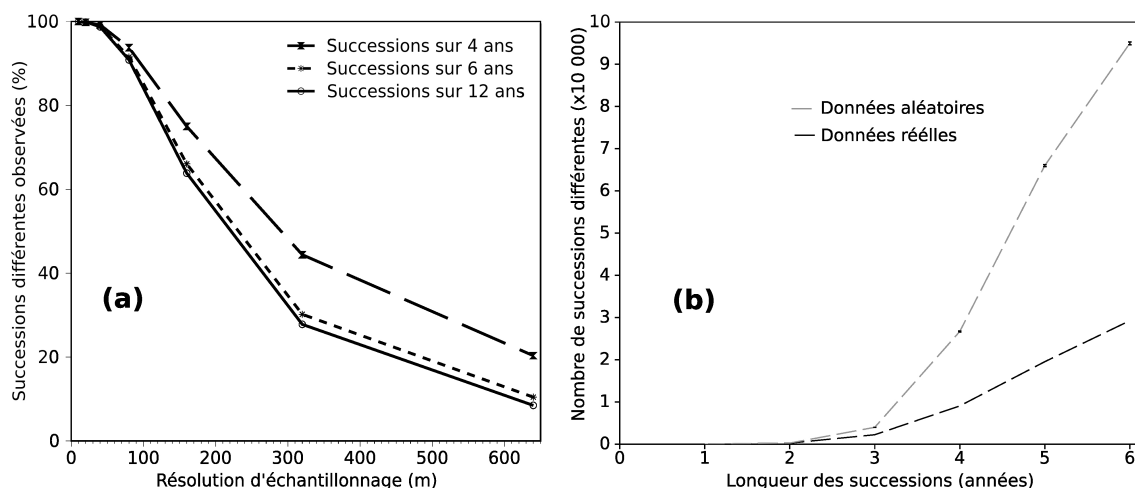 100
80
60
40
20
0
0 100 200 300 400 500 600
Successions différentes observées (%)
Résolution d'échantillonnage (m)
Successions sur 4 ans
Successions sur 6 ans
Successions sur 12 ans
(a)
10
9
8
7
6
5
4
3
2
1
0
0 1 2 3 4 5 6
Nombre de successions différentes (x10 000)
Longueur des successions (années)
Données aléatoires
Données réélles
(b)